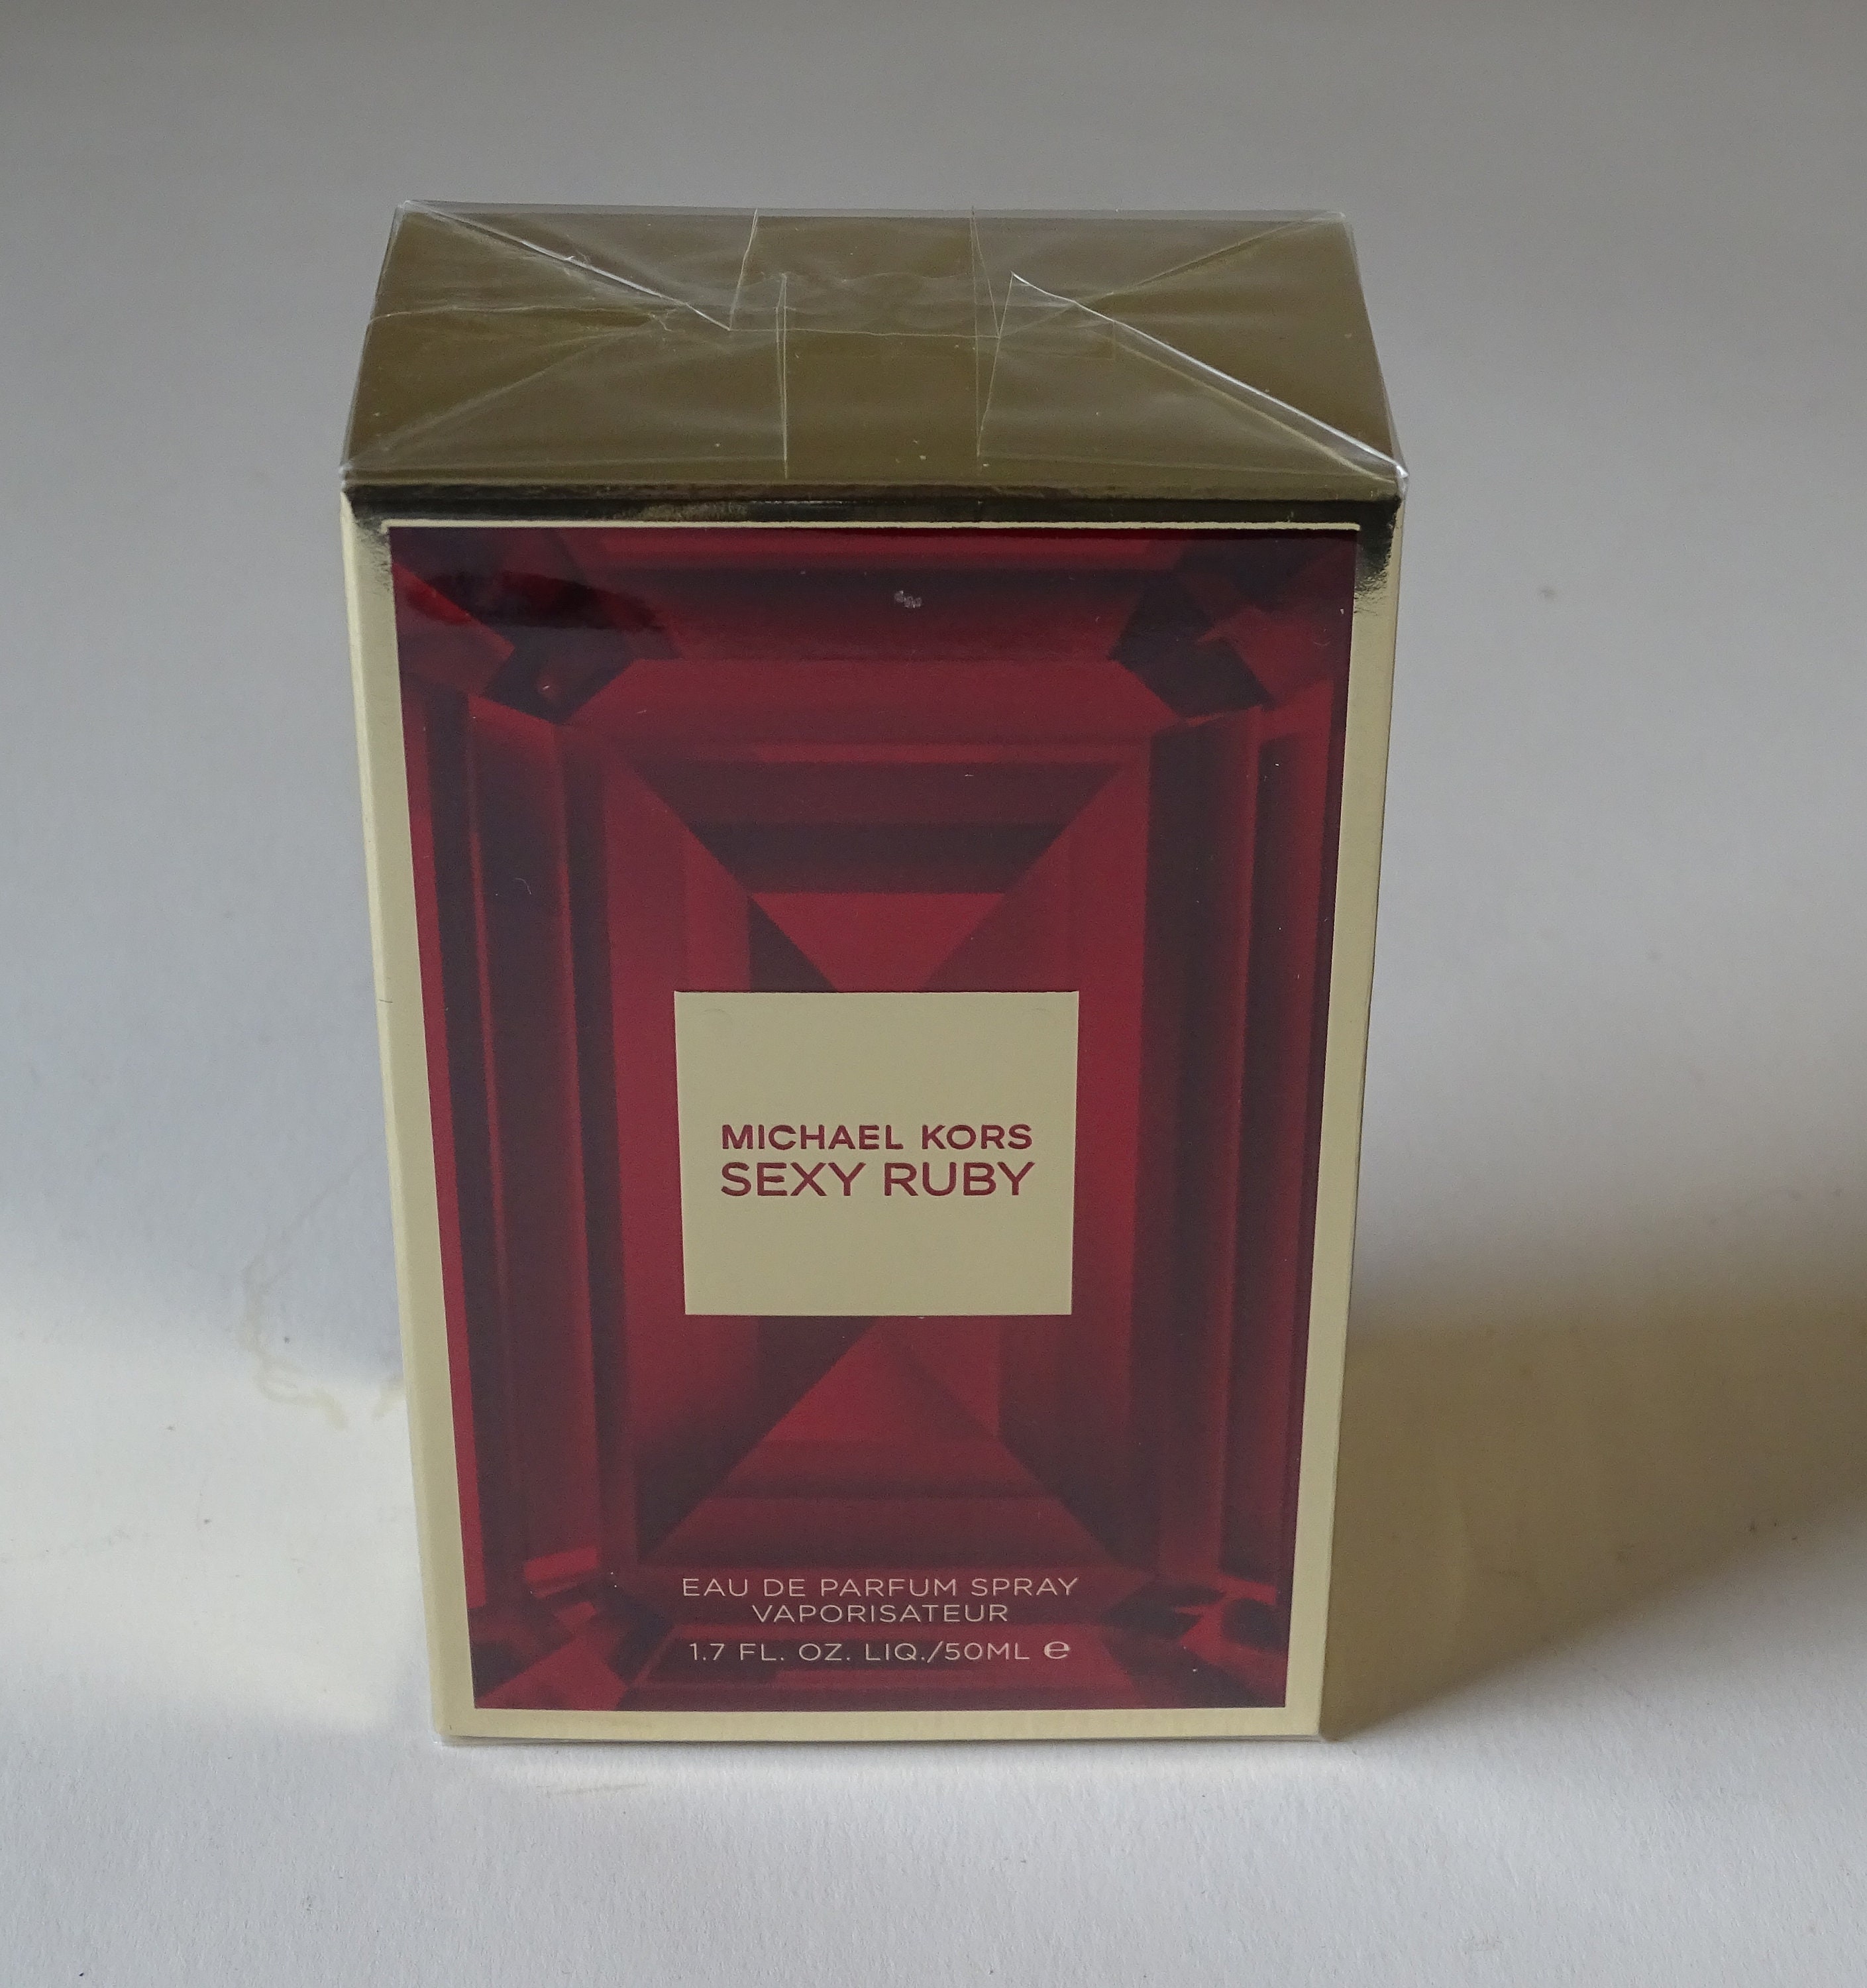 MICHAEL KORS
SEXY RUBY
EAU DE PARFUM SPRAY
VAPORISATEUR
1.7 FL. OZ. LIQ./50ML ℮